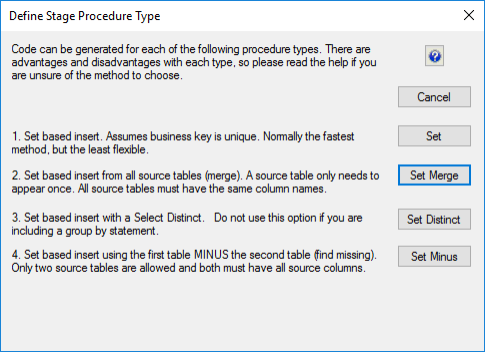 Define Stage Procedure Type
Code can be generated for each of the following procedure types. There are
advantages and disadvantages with each type, so please read the help if you
are unsure of the method to choose.
?
Cancel
1. Set based insert. Assumes business key is unique. Normally the fastest
method, but the least flexible.
Set
2. Set based insert from all source tables (merge). A source table only needs to
appear once. All source tables must have the same column names.
Set Merge
3. Set based insert with a Select Distinct. Do not use this option if you are
including a group by statement.
Set Distinct
4. Set based insert using the first table MINUS the second table (find missing).
Only two source tables are allowed and both must have all source columns.
Set Minus